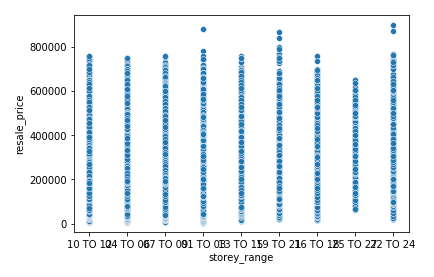 800000
600000
400000
200000
0
resale_price
10 TO 12 04 TO 06 07 TO 09 01 TO 03 13 TO 15 19 TO 21 16 TO 18 25 TO 27 22 TO 24
storey_range